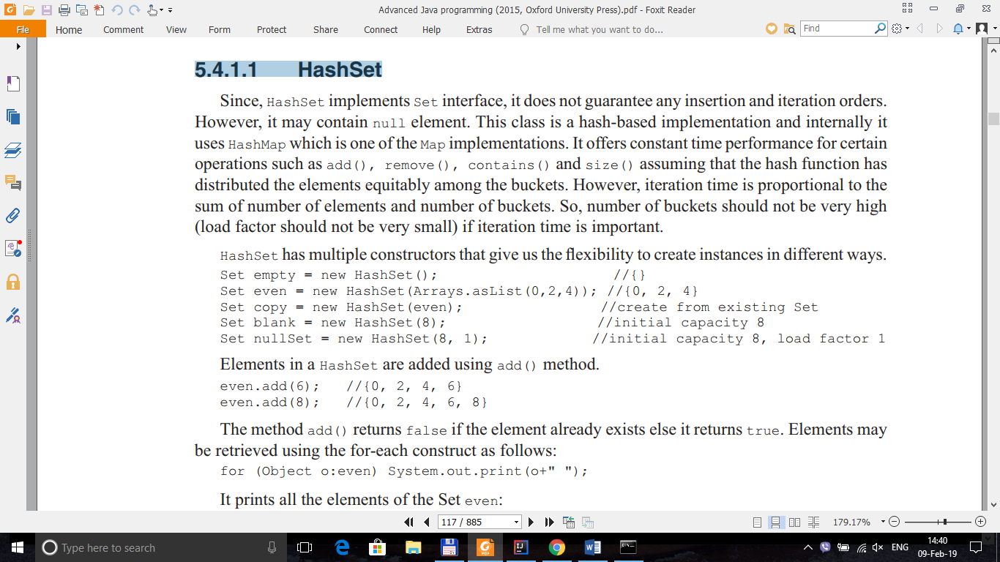 Advanced Java programming (2015, Oxford University Press).pdf - Foxit Reader
File Home Comment View Form Protect Share Connect Help Extras Tell me what you want to do... Find
5.4.1.1 HashSet
Since, HashSet implements Set interface, it does not guarantee any insertion and iteration orders.
However, it may contain null element. This class is a hash-based implementation and internally it
uses HashMap which is one of the Map implementations. It offers constant time performance for certain
operations such as add(), remove(), contains() and size() assuming that the hash function has
distributed the elements equitably among the buckets. However, iteration time is proportional to the
sum of number of elements and number of buckets. So, number of buckets should not be very high
(load factor should not be very small) if iteration time is important.
HashSet has multiple constructors that give us the flexibility to create instances in different ways.
Set empty = new HashSet(); //{}
Set even = new HashSet(Arrays.asList(0,2,4)); //{0, 2, 4}
Set copy = new HashSet(even); //create from existing Set
Set blank = new HashSet(8); //initial capacity 8
Set nullSet = new HashSet(8, 1); //initial capacity 8, load factor 1
Elements in a HashSet are added using add() method.
even.add(6); //{0, 2, 4, 6}
even.add(8); //{0, 2, 4, 6, 8}
The method add() returns false if the element already exists else it returns true. Elements may
be retrieved using the for-each construct as follows:
for (Object o:even) System.out.print(o+" ");
It prints all the elements of the Set even:
117 / 885 179.17%
Type here to search ENG 14:40
09-Feb-19